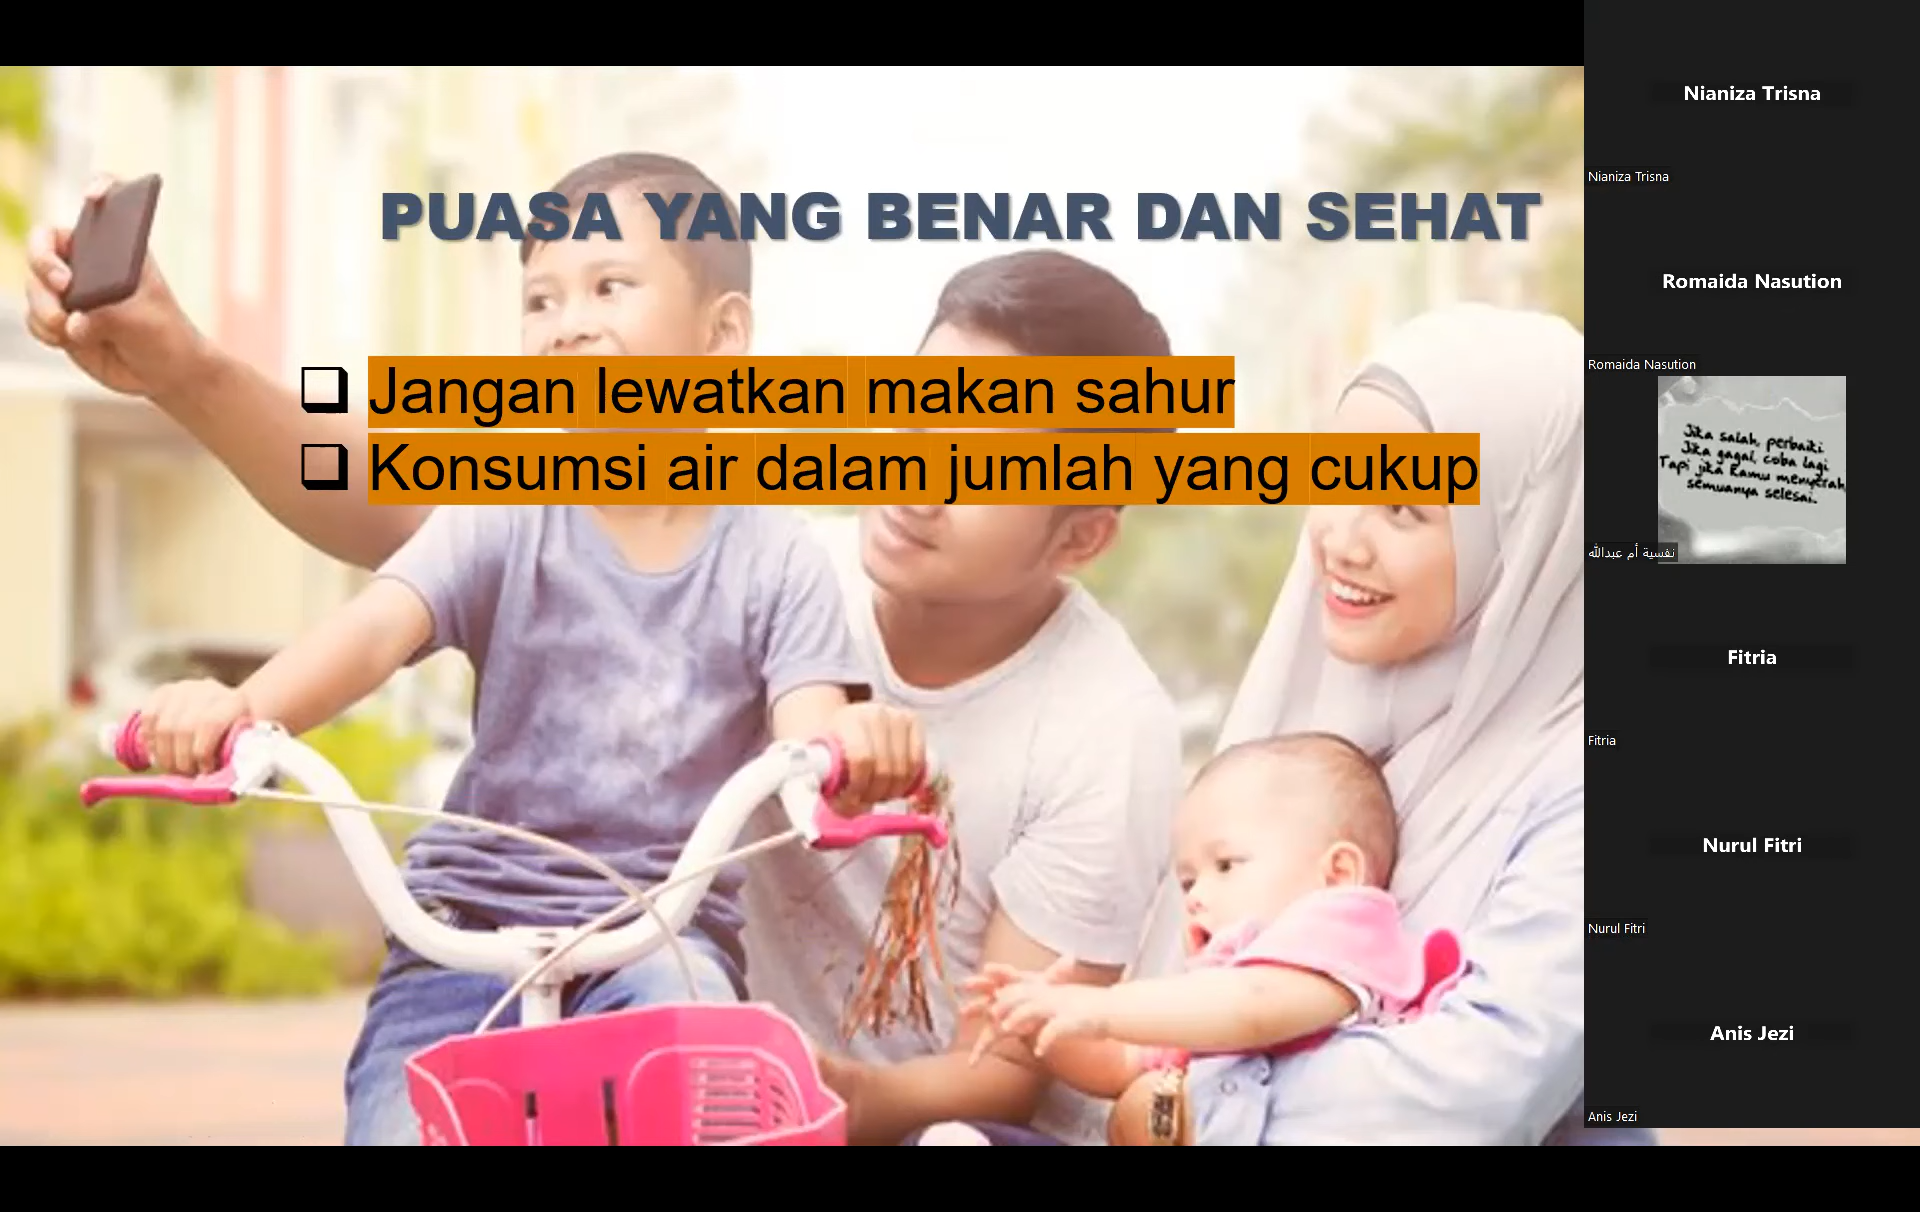 PUASA YANG BENAR DAN SEHAT
❑ Jangan lewatkan makan sahur
❑ Konsumsi air dalam jumlah yang cukup
Nianiza Trisna
Nianiza Trisna
Romaida Nasution
Romaida Nasution
Jika salah, perbaiki
Jika gagal, coba lagi
Tapi jika kamu menyerah
semuanya selesai.
نفسية أم عبدالله
Fitria
Fitria
Nurul Fitri
Nurul Fitri
Anis Jezi
Anis Jezi